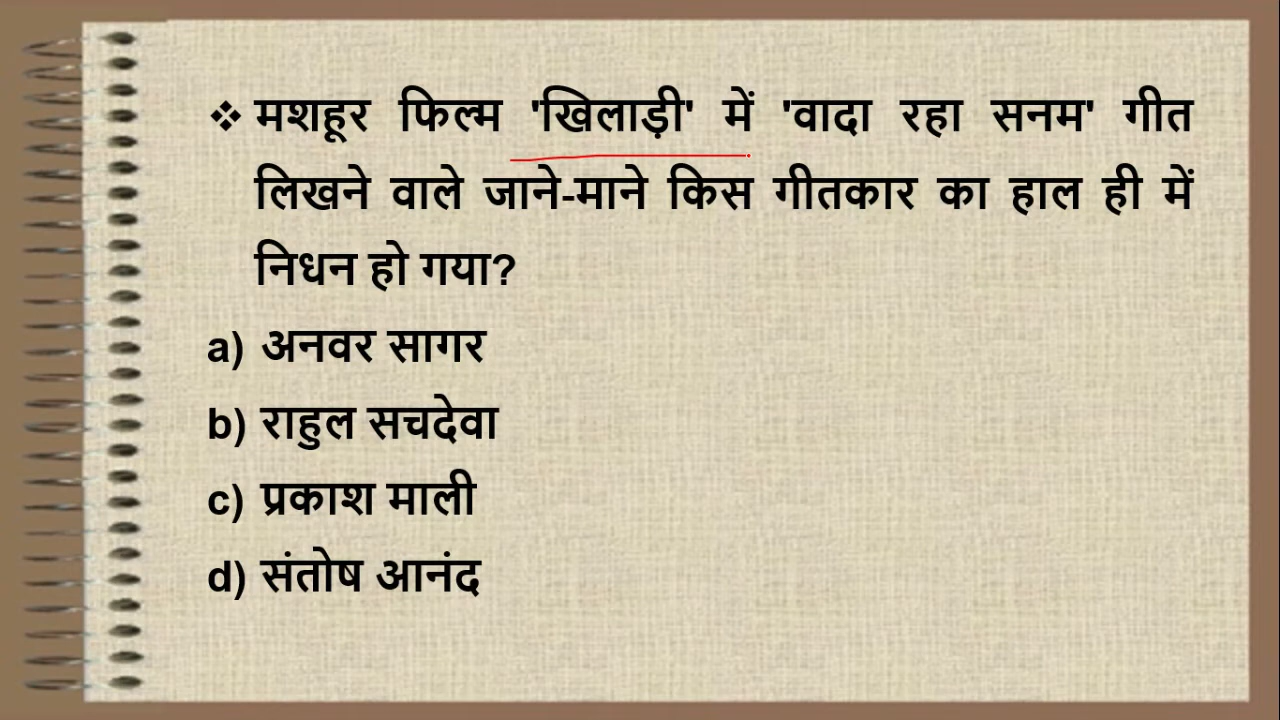 ❖ मशहूर फिल्म 'खिलाड़ी' में 'वादा रहा सनम' गीत
लिखने वाले जाने-माने किस गीतकार का हाल ही में
निधन हो गया?
a) अनवर सागर
b) राहुल सचदेवा
c) प्रकाश माली
d) संतोष आनंद